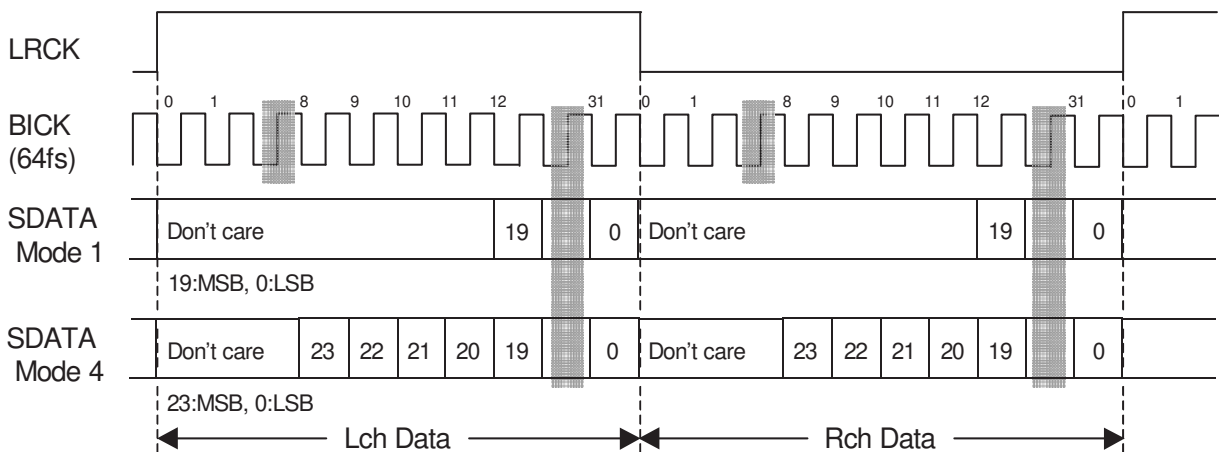 LRCK
0 1 8 9 10 11 12 31 0 1 8 9 10 11 12 31 0 1
BICK
(64fs)
SDATA
Mode 1
Don't care 19 0 Don't care 19 0
19:MSB, 0:LSB
SDATA
Mode 4
Don't care 23 22 21 20 19 0 Don't care 23 22 21 20 19 0
23:MSB, 0:LSB
Lch Data Rch Data